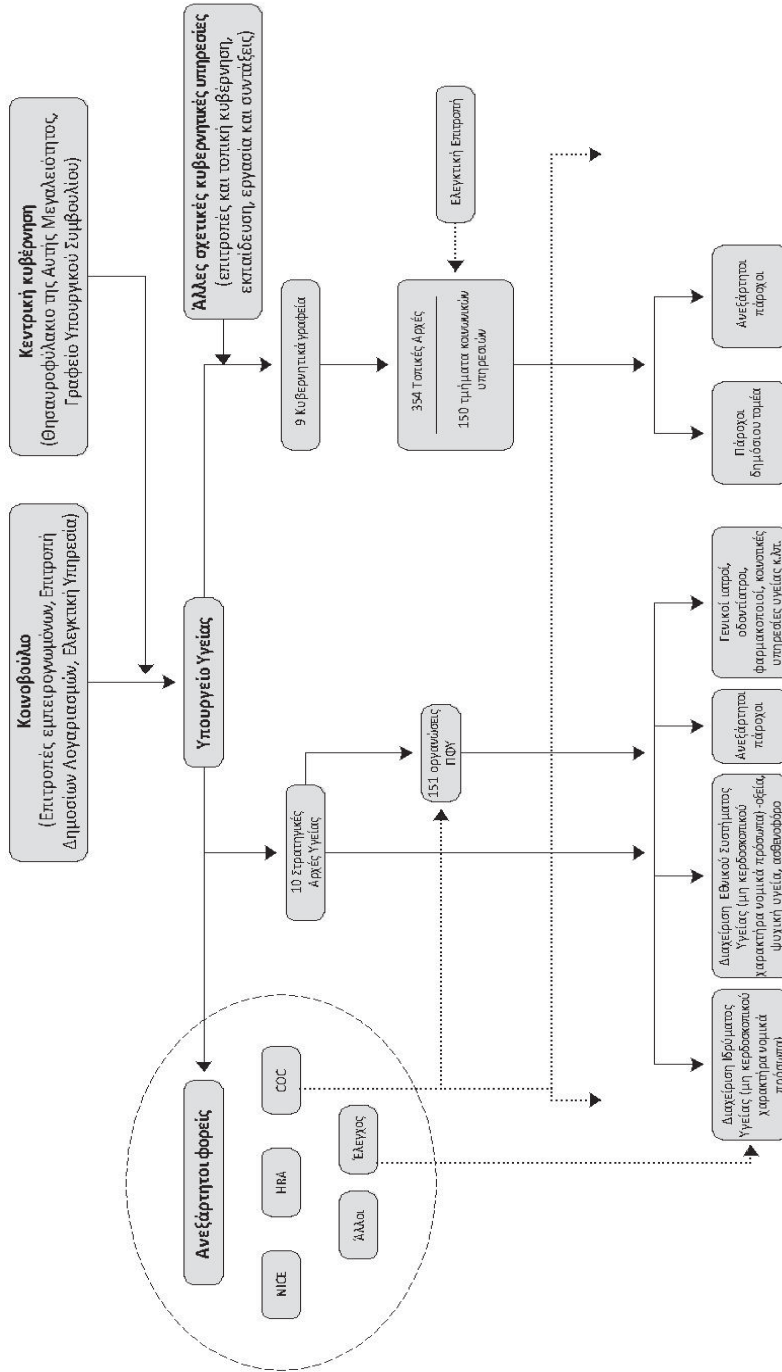 Κοινοβούλιο
(Επιτροπές εμπειρογνωμόνων, Επιτροπή
Δημοσίων Λογαριασμών, Ελεγκτική Υπηρεσία)
Κεντρική κυβέρνηση
(Θησαυροφυλάκιο της Αυτής Μεγαλειότητος,
Γραφείο Υπουργικού Συμβουλίου)
Ανεξάρτητοι φορείς
Υπουργείο Υγείας
Άλλες σχετικές κυβερνητικές υπηρεσίες
(επιτροπές και τοπική κυβέρνηση,
εκπαίδευση, εργασία και συντάξεις)
NICE
HRA
COC
Άλλοι
Έλεγχος
10 Στρατηγικές
Αρχές Υγείας
9 Κυβερνητικά γραφεία
151 οργανώσεις
ΠΦΥ
354 Τοπικές Αρχές
150 τμήματα κοινωνικών
υπηρεσιών
Ελεγκτική Επιτροπή
Διαχείριση Ιδρύματος
Υγείας (μη κερδοσκοπικού
χαρακτήρα νομικά
πρόσωπα)
Διαχείριση Εθνικού Συστήματος
Υγείας (μη κερδοσκοπικού
χαρακτήρα νομικά πρόσωπα) -οξεία,
ψυχική υγεία, ασθενοφόρο
Ανεξάρτητοι
πάροχοι
Γενικοί ιατροί,
οδοντίατροι,
φαρμακοποιοί, κοινοτικές
υπηρεσίες υγείας κ.λπ.
Πάροχοι
δημόσιου τομέα
Ανεξάρτητοι
πάροχοι